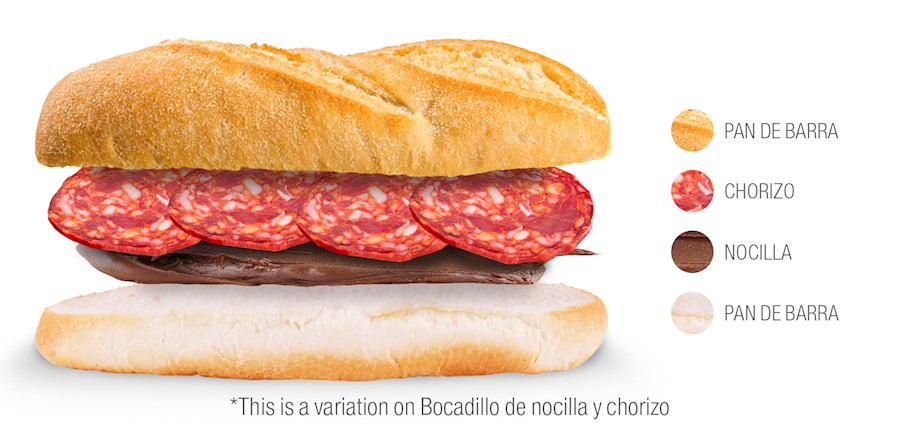 PAN DE BARRA
CHORIZO
NOCILLA
PAN DE BARRA
*This is a variation on Bocadillo de nocilla y chorizo